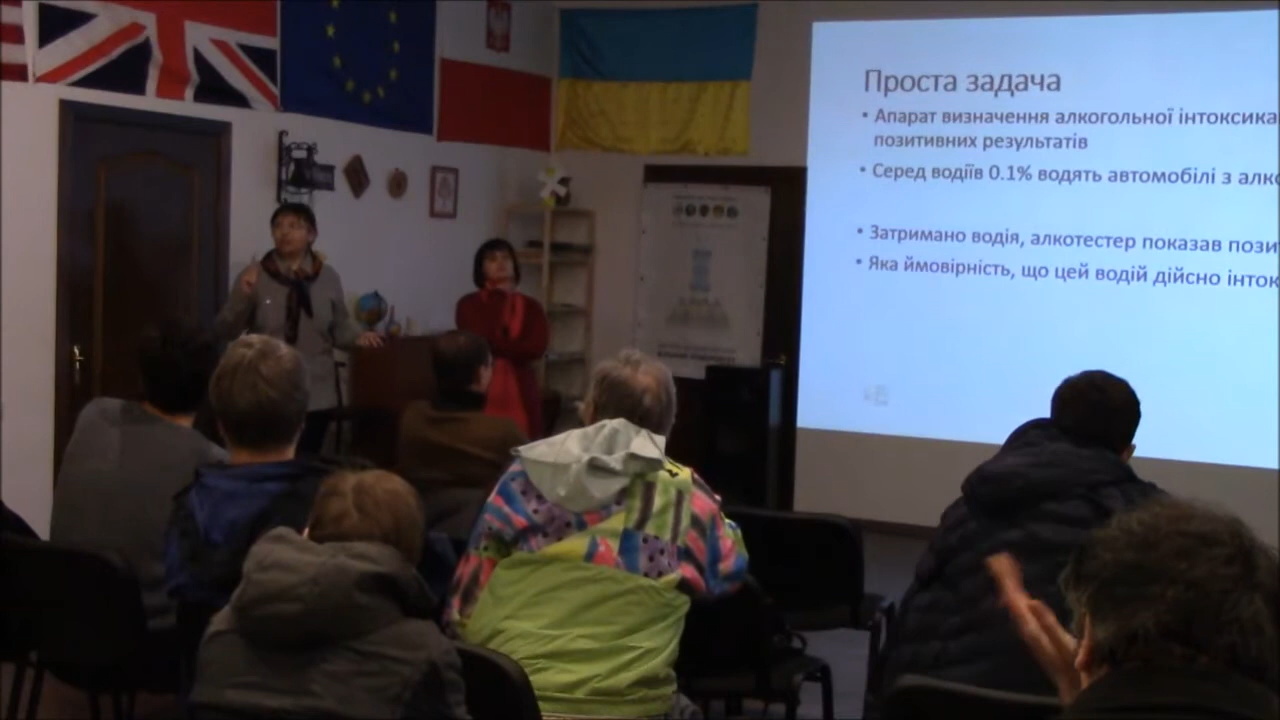 Проста задача
• Апарат визначення алкогольної інтоксика
позитивних результатів
• Серед водіїв 0.1% водять автомобілі з алко
• Затримано водія, алкотестер показав пози
• Яка ймовірність, що цей водій дійсно інток